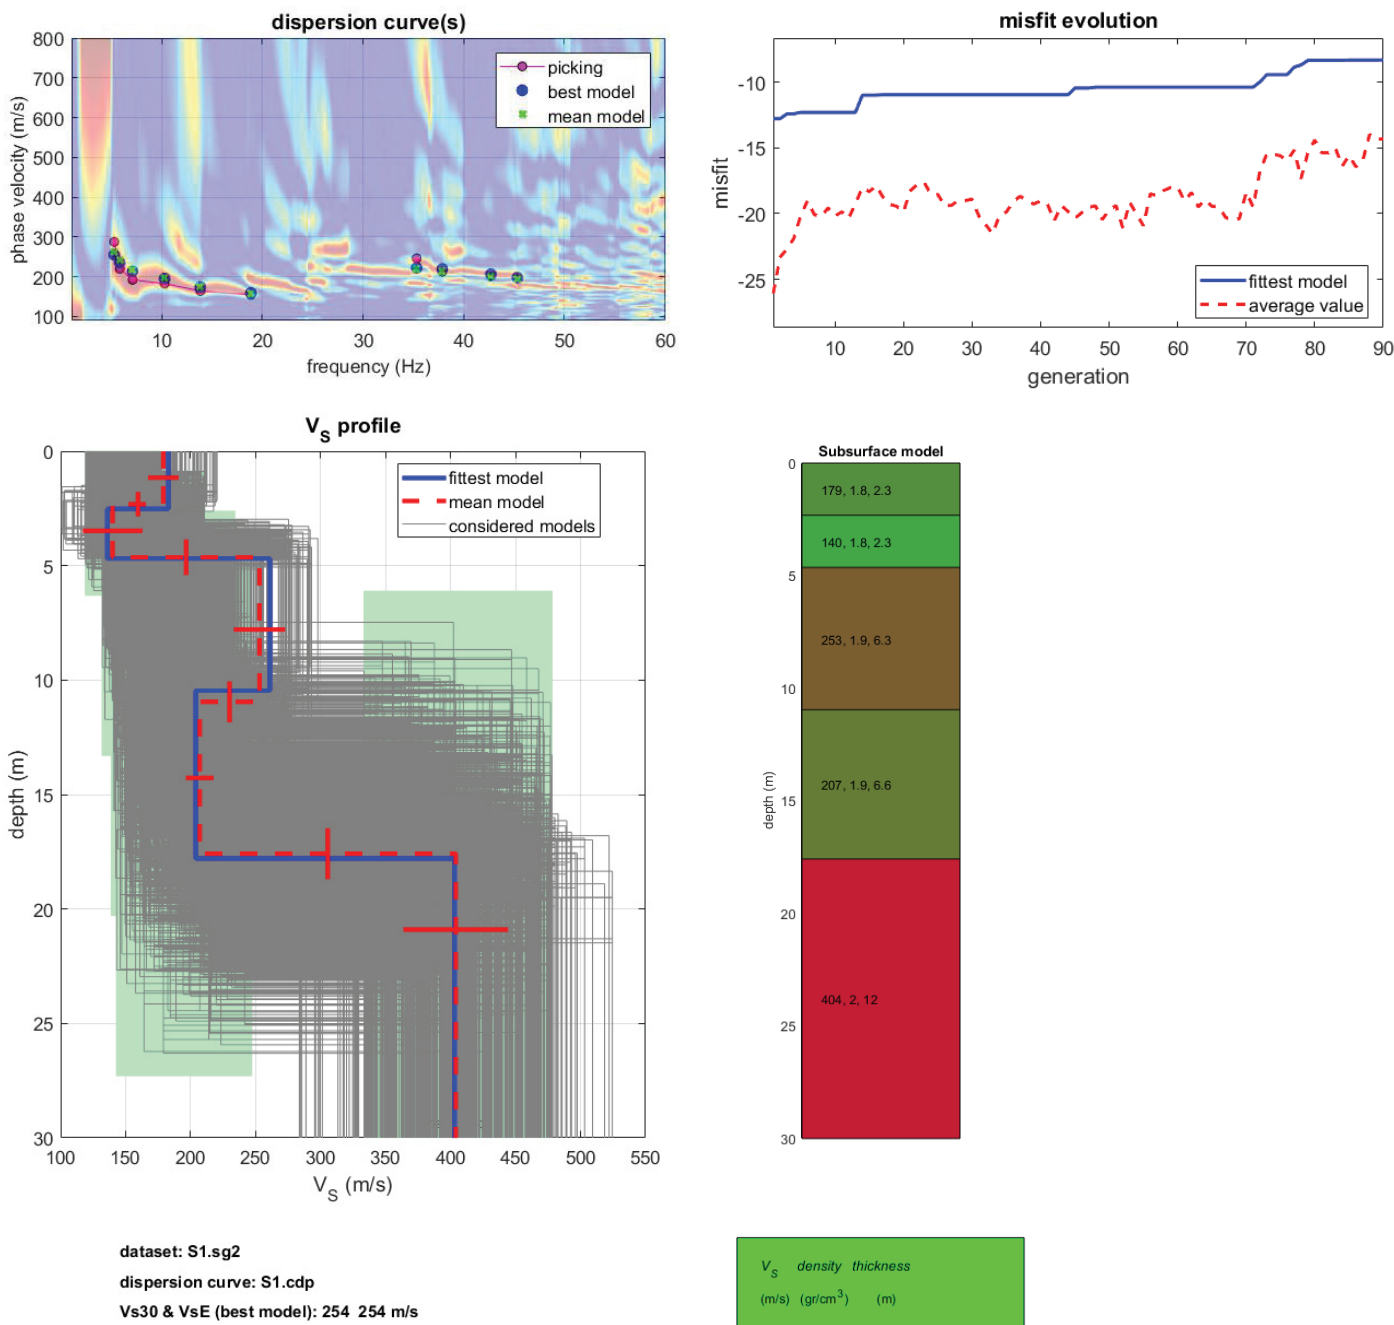 dispersion curve(s)
800
700
600
500
400
300
200
100
phase velocity (m/s)
picking
best model
mean model
10
20
30
40
50
60
frequency (Hz)
misfit evolution
-10
-15
-20
-25
misfit
fittest model
average value
10
20
30
40
50
60
70
80
90
generation
VS profile
0
5
10
15
20
25
30
depth (m)
fittest model
mean model
considered models
100
150
200
250
300
350
400
450
500
550
VS (m/s)
Subsurface model
0
5
10
15
20
25
30
depth (m)
179, 1.8, 2.3
140, 1.8, 2.3
253, 1.9, 6.3
207, 1.9, 6.6
404, 2, 12
dataset: S1.sg2
dispersion curve: S1.cdp
Vs30 & VsE (best model): 254 254 m/s
VS density thickness
(m/s) (gr/cm3) (m)